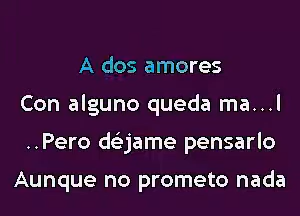 A dos amores
Con alguno queda ma...l
..Pero déjame pensarlo
Aunque no prometo nada